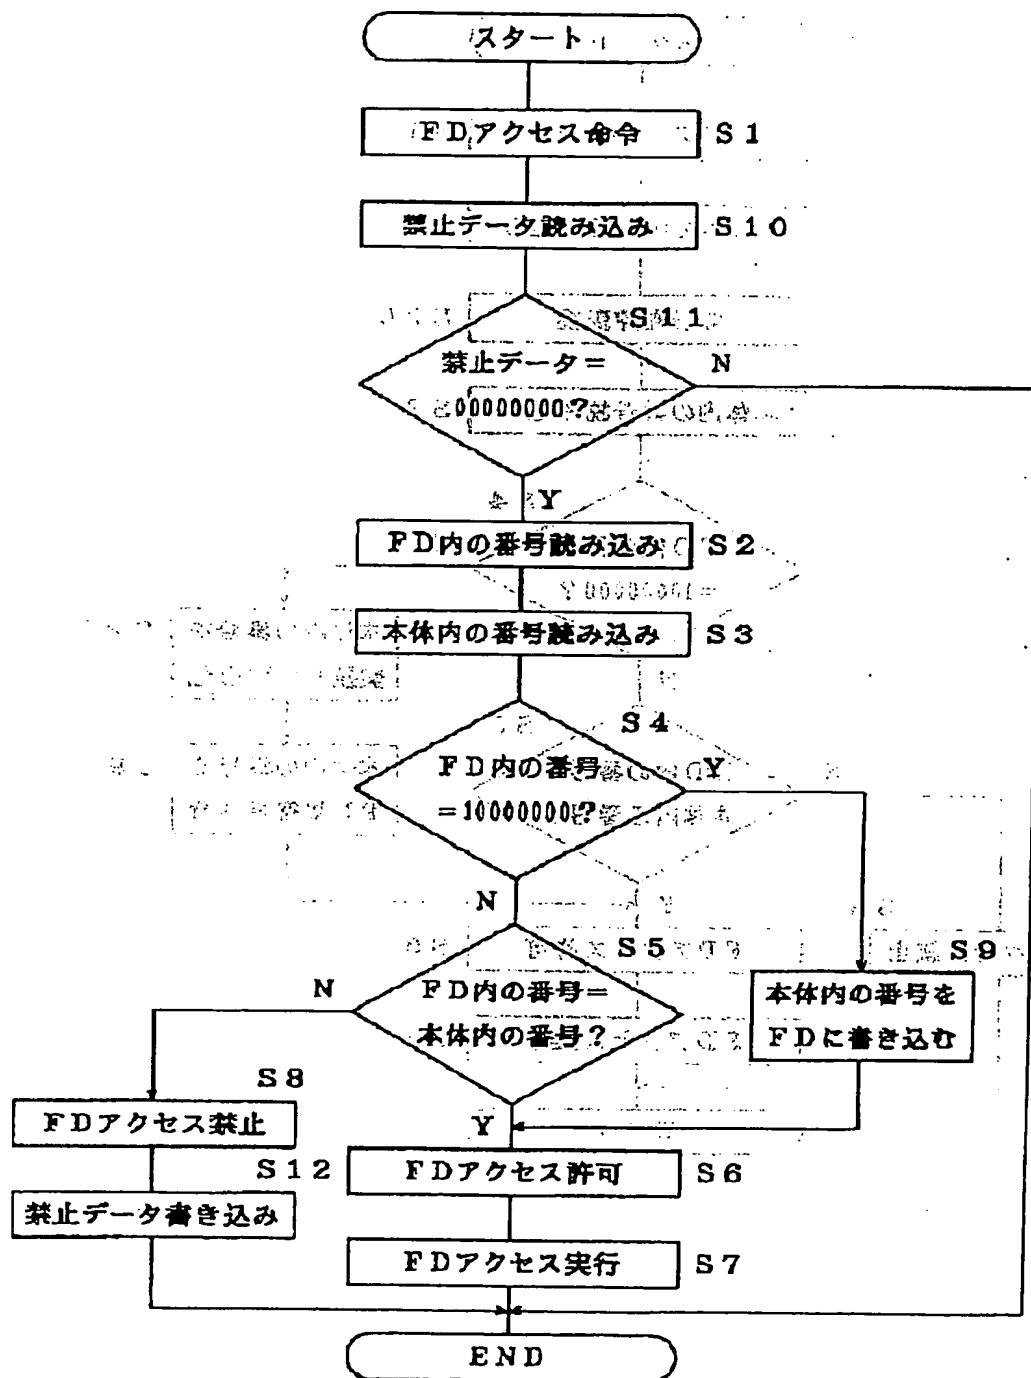 スタート
FDアクセス命令 S1
禁止データ読み込み S10
S11
禁止データ= N
00000000?
Y
FD内の番号読み込み S2
本体内の番号読み込み S3
S4
FD内の番号 Y
=10000000?
N
S5 S9
N FD内の番号= 本体内の番号を
本体内の番号? FDに書き込む
S8
FDアクセス禁止 Y
S12 FDアクセス許可 S6
禁止データ書き込み
FDアクセス実行 S7
END